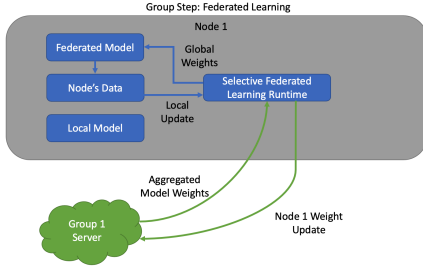 Group Step: Federated Learning
Node 1
Federated Model
Global
Weights
Node's Data
Selective Federated
Learning Runtime
Local
Update
Local Model
Aggregated
Model Weights
Group 1
Server
Node 1 Weight
Update